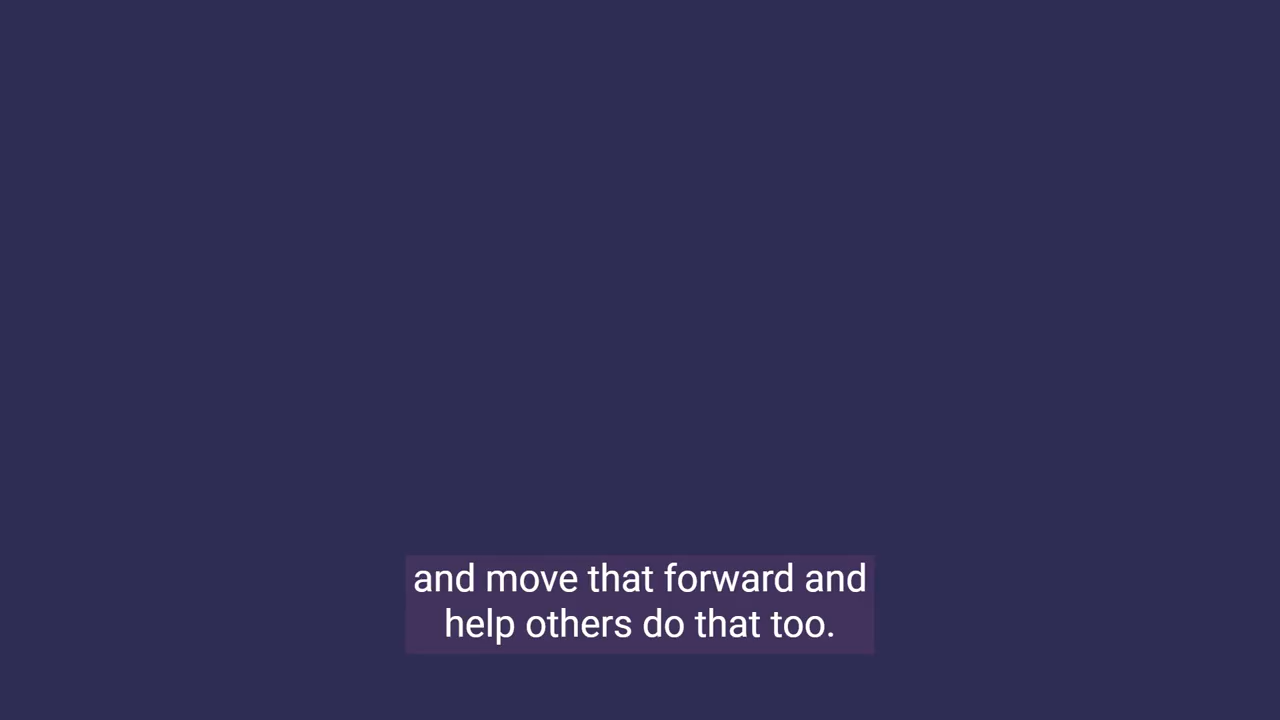 and move that forward and
help others do that too.